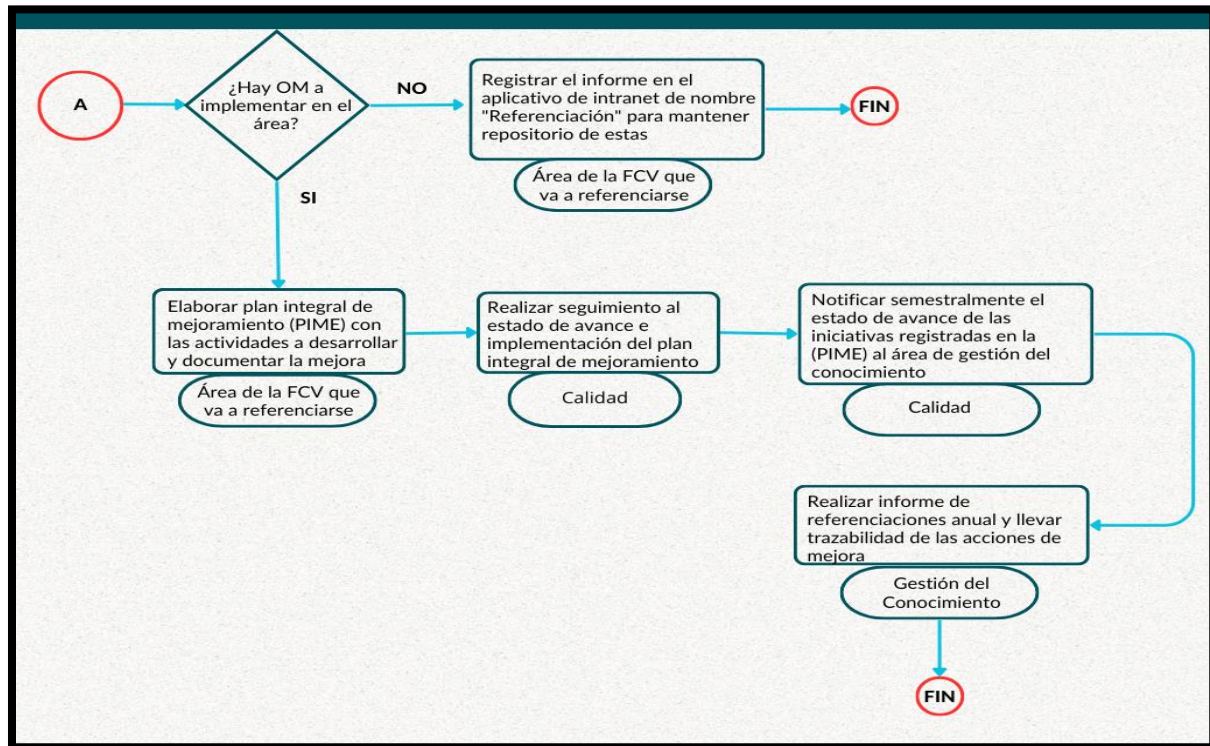 A
¿Hay OM a
implementar en el
área?
NO
Registrar el informe en el
aplicativo de intranet de nombre
"Referenciación" para mantener
repositorio de estas
Área de la FCV que
va a referenciarse
FIN
SI
Elaborar plan integral de
mejoramiento (PIME) con
las actividades a desarrollar
y documentar la mejora
Área de la FCV que
va a referenciarse
Realizar seguimiento al
estado de avance e
implementación del plan
integral de mejoramiento
Calidad
Notificar semestralmente el
estado de avance de las
iniciativas registradas en la
(PIME) al área de gestión del
conocimiento
Calidad
Realizar informe de
referenciaciones anual y llevar
trazabilidad de las acciones de
mejora
Gestión del
Conocimiento
FIN